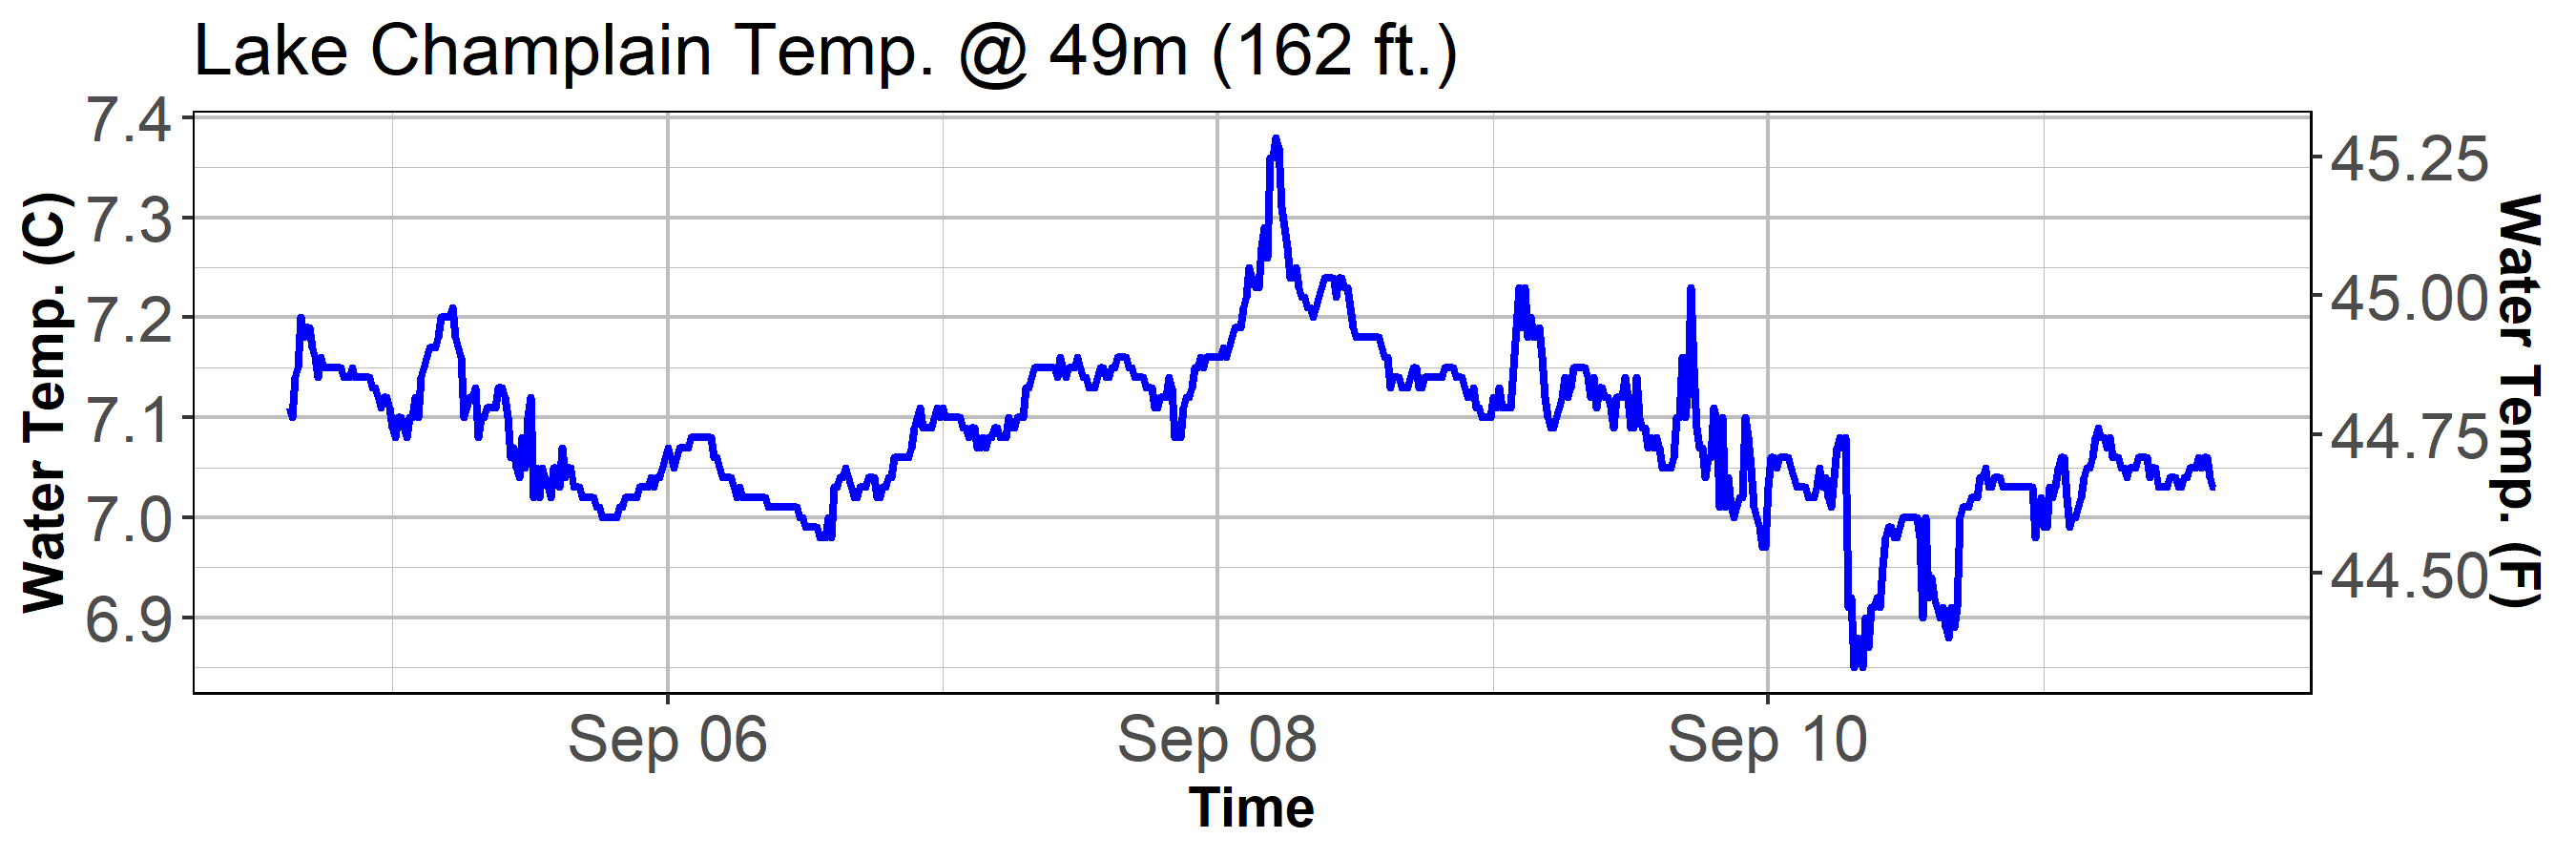 Lake Champlain Temp. @ 49m (162 ft.)
Water Temp. (C)
7.4
7.3
7.2
7.1
7.0
6.9
45.25
45.00
44.75
44.50
Water Temp. (F)
Sep 06 Sep 08 Sep 10
Time